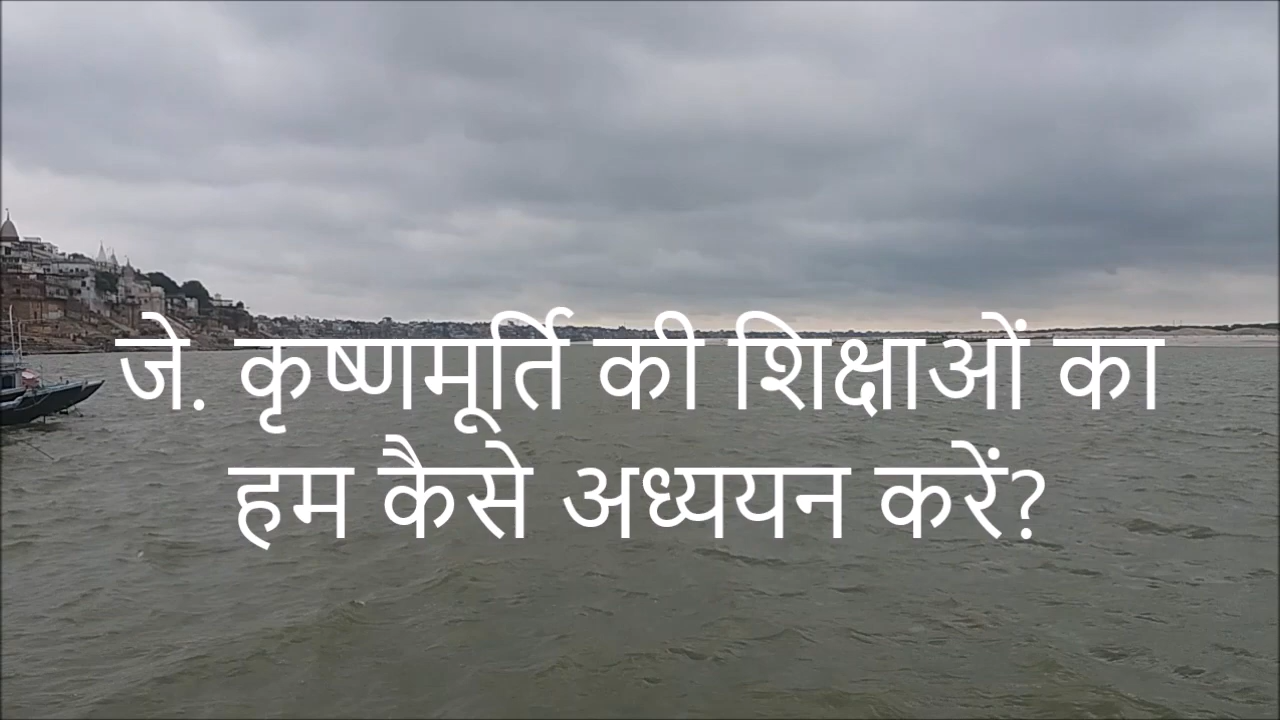 जे. कृष्णमूर्ति की शिक्षाओं का
हम कैसे अध्ययन करें?